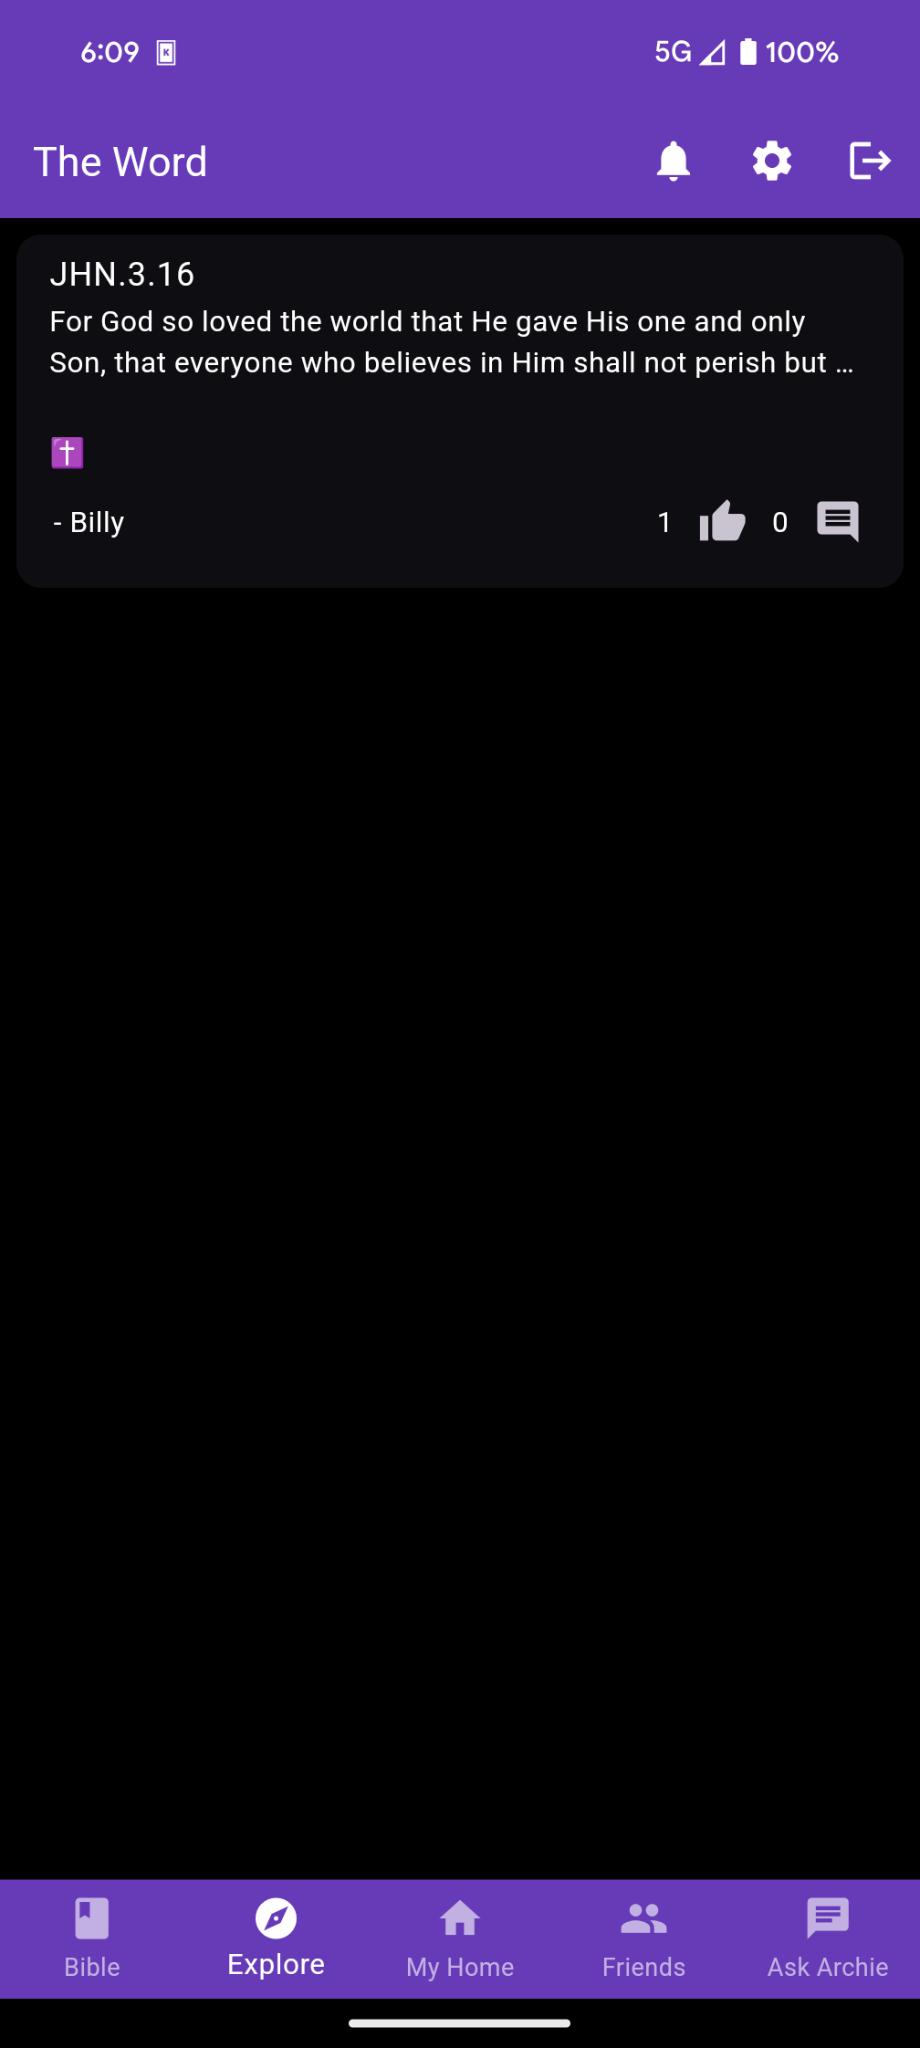 6:09 K 5G 100%
The Word
JHN.3.16
For God so loved the world that He gave His one and only
Son, that everyone who believes in Him shall not perish but …
✝️
- Billy 1 0
Bible Explore My Home Friends Ask Archie